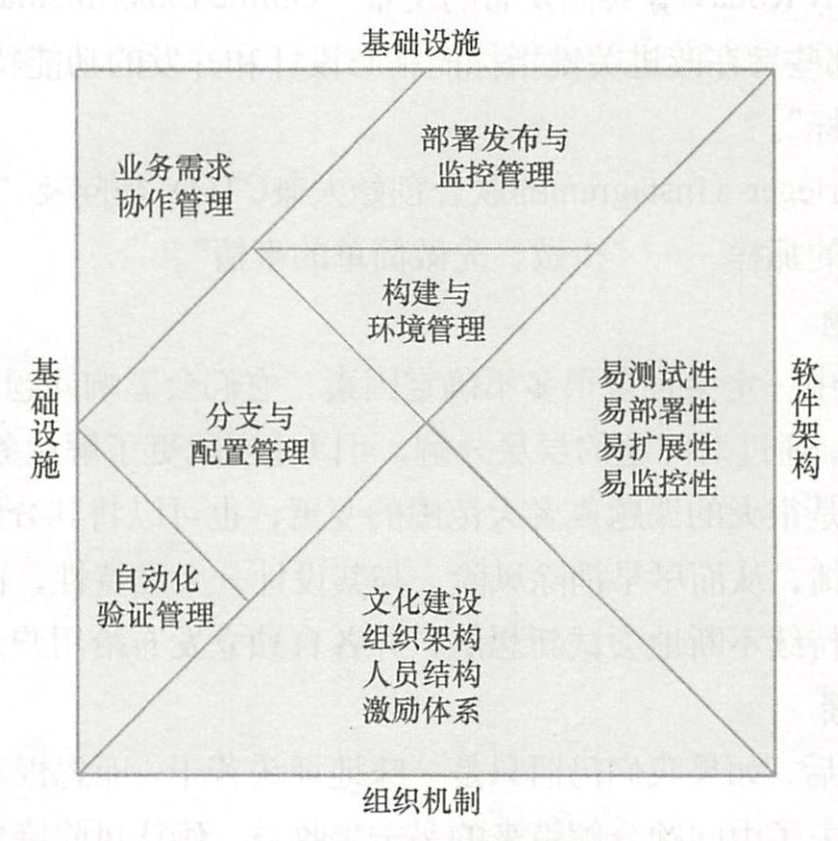 基础设施
业务需求
协作管理
部署发布与
监控管理
构建与
环境管理
基础设施
分支与
配置管理
易测试性
易部署性
易扩展性
易监控性
软件架构
自动化
验证管理
文化建设
组织架构
人员结构
激励体系
组织机制